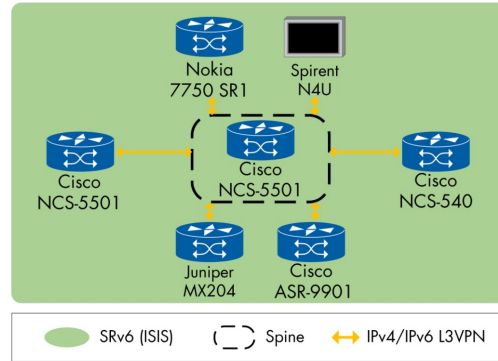 Nokia
7750 SR1
Spirent
N4U
Cisco
NCS-5501
Cisco
NCS-5501
Cisco
NCS-540
Juniper
MX204
Cisco
ASR-9901
SRv6 (ISIS)
Spine
IPv4/IPv6 L3VPN